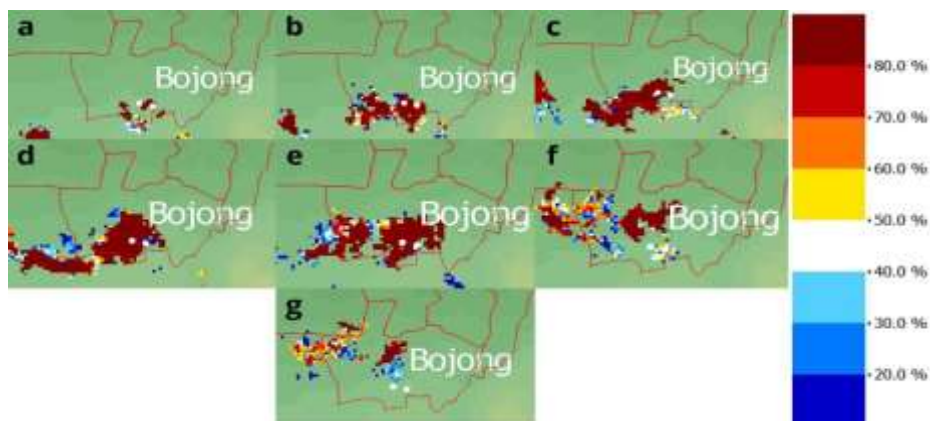 a
Bojong
b
Bojong
c
Bojong
d
Bojong
e
Bojong
f
Bojong
g
Bojong
80.0 %
70.0 %
60.0 %
50.0 %
40.0 %
30.0 %
20.0 %